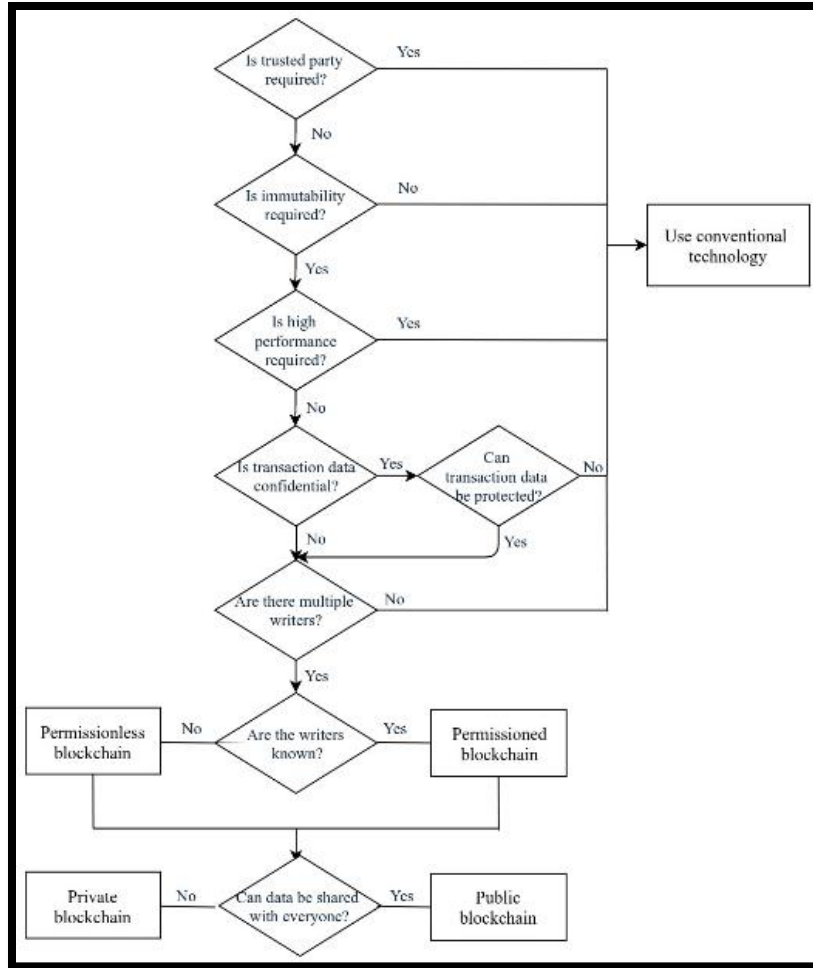 Is trusted party
required?
Yes
No
Is immutability
required?
No
Yes
Use conventional
technology
Is high
performance
required?
Yes
No
Is transaction data
confidential?
Yes
Can
transaction data
be protected?
No
No
Yes
Are there multiple
writers?
No
Yes
Permissionless
blockchain
No
Are the writers
known?
Yes
Permissioned
blockchain
Private
blockchain
No
Can data be shared
with everyone?
Yes
Public
blockchain